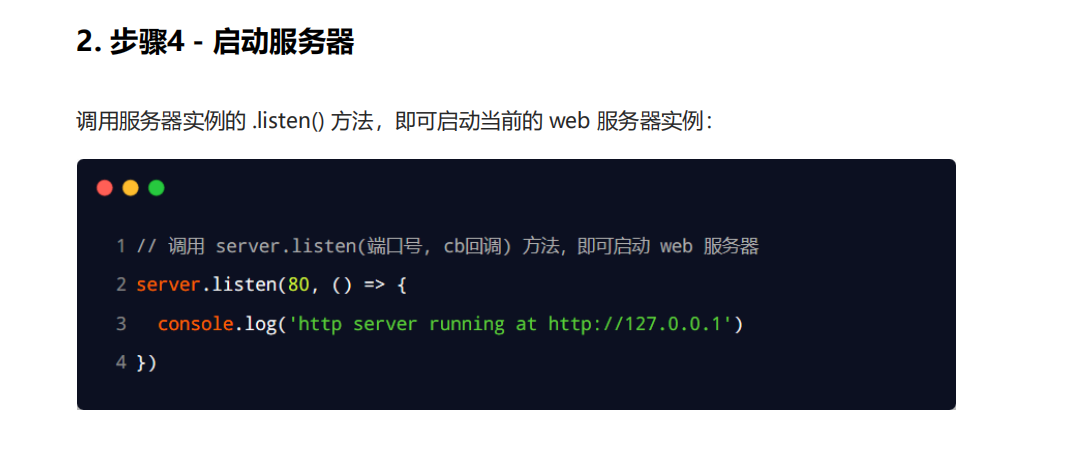 2. 步骤4 - 启动服务器
调用服务器实例的 .listen() 方法，即可启动当前的 web 服务器实例：
1 // 调用 server.listen(端口号, cb回调) 方法，即可启动 web 服务器
2 server.listen(80, () => {
3   console.log('http server running at http://127.0.0.1')
4 })